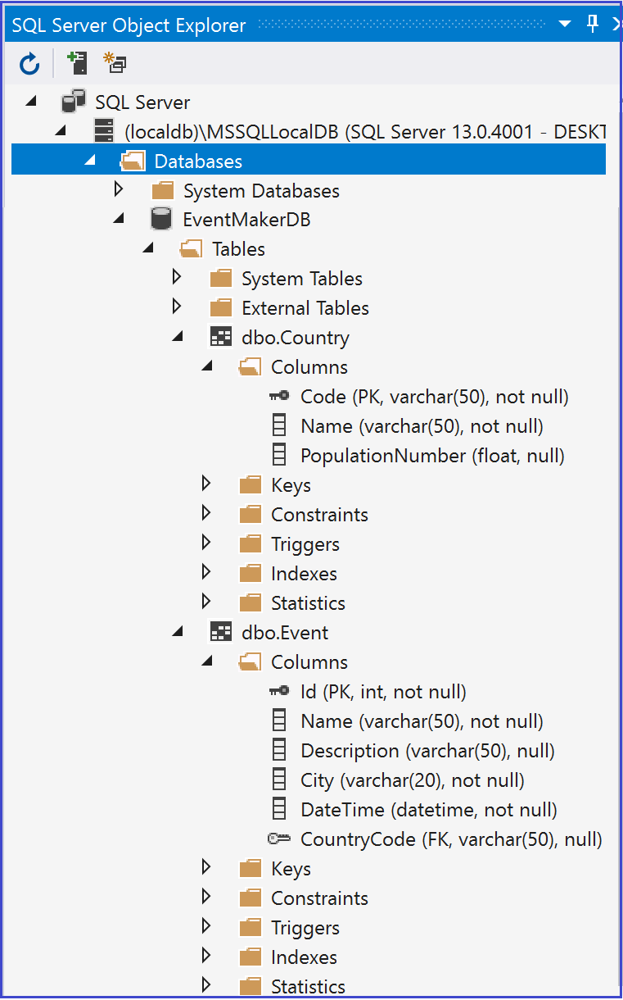 SQL Server Object Explorer
SQL Server
(localdb)\MSSQLLocalDB (SQL Server 13.0.4001 - DESKT
Databases
System Databases
EventMakerDB
Tables
System Tables
External Tables
dbo.Country
Columns
Code (PK, varchar(50), not null)
Name (varchar(50), not null)
PopulationNumber (float, null)
Keys
Constraints
Triggers
Indexes
Statistics
dbo.Event
Columns
Id (PK, int, not null)
Name (varchar(50), not null)
Description (varchar(50), null)
City (varchar(20), not null)
DateTime (datetime, not null)
CountryCode (FK, varchar(50), null)
Keys
Constraints
Triggers
Indexes
Statistics